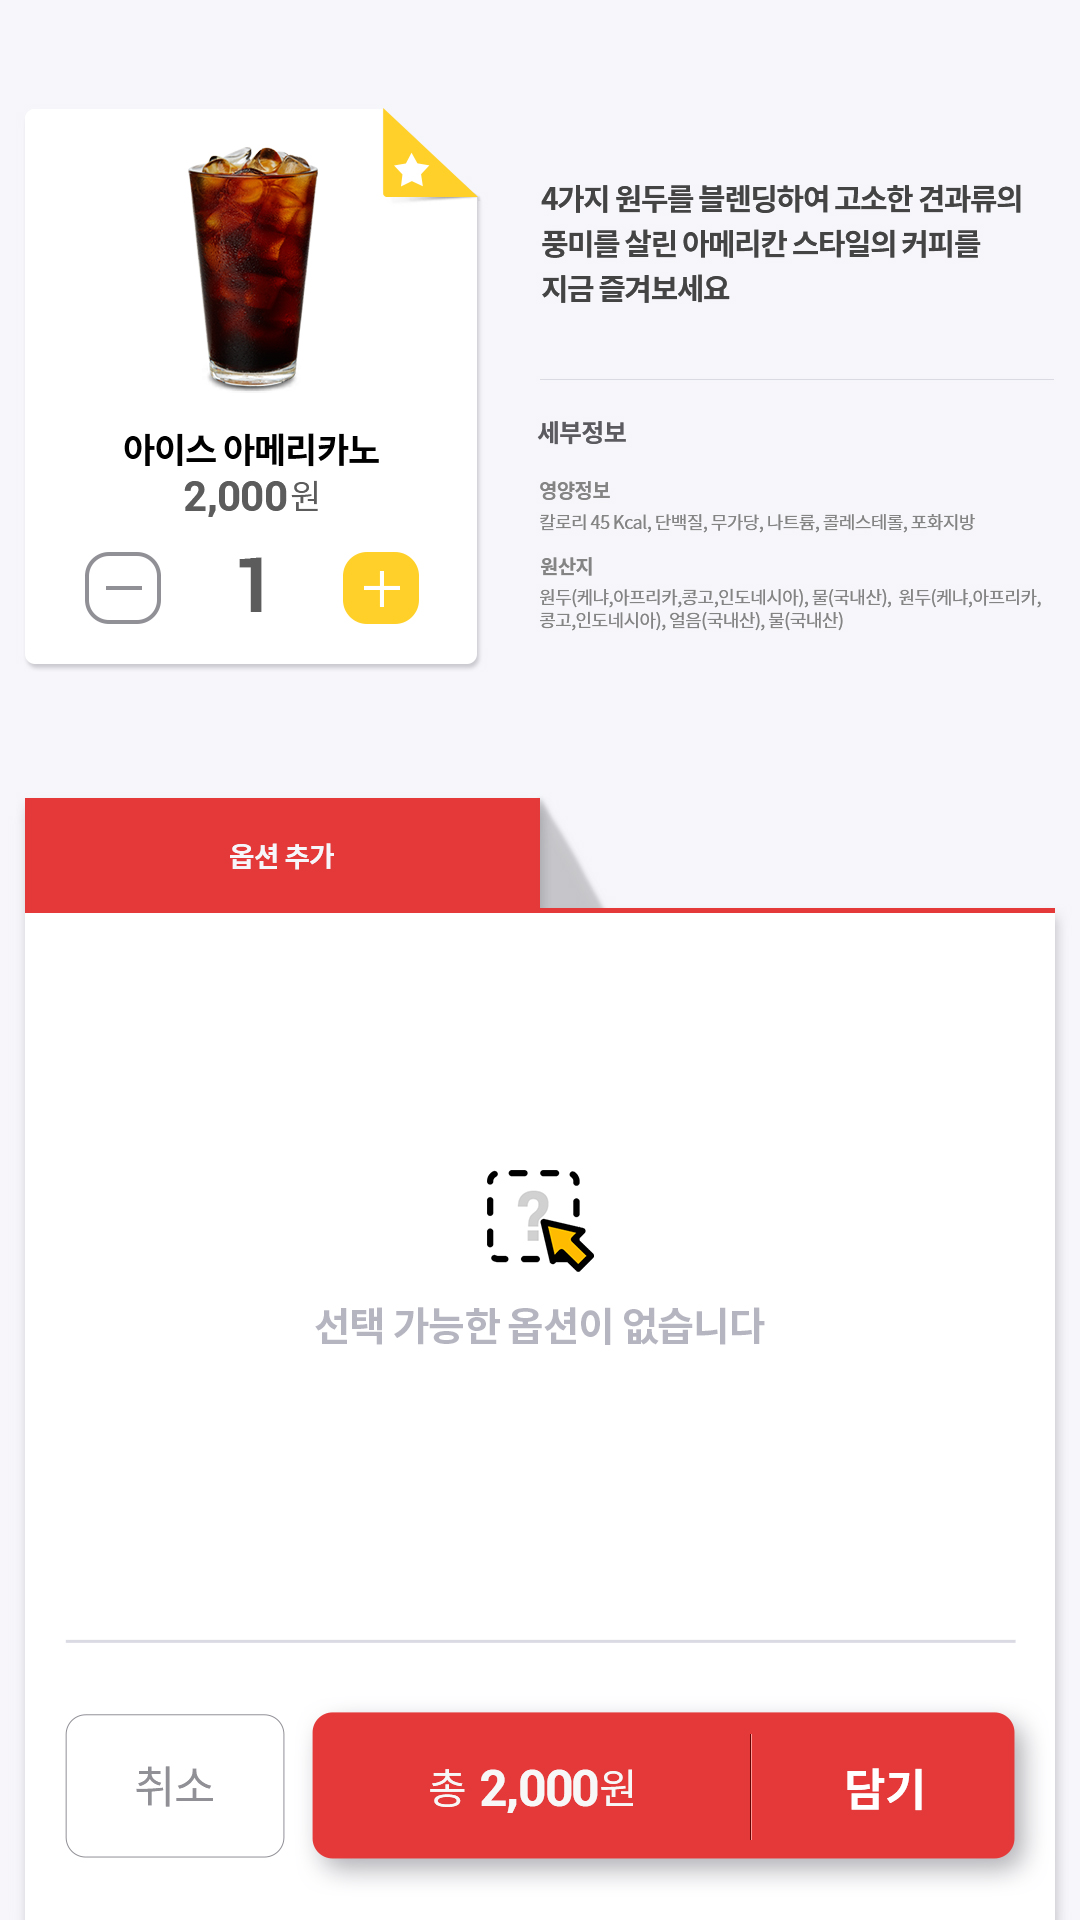 4가지 원두를 블렌딩하여 고소한 견과류의
풍미를 살린 아메리칸 스타일의 커피를
지금 즐겨보세요
아이스 아메리카노
2,000원
1
세부정보
영양정보
칼로리 45 Kcal, 단백질, 무가당, 나트륨, 콜레스테롤, 포화지방
원산지
원두(케냐,아프리카,콩고,인도네시아), 물(국내산), 원두(케냐,아프리카,
콩고,인도네시아), 얼음(국내산), 물(국내산)
옵션 추가
?
선택 가능한 옵션이 없습니다
취소
총 2,000원
담기